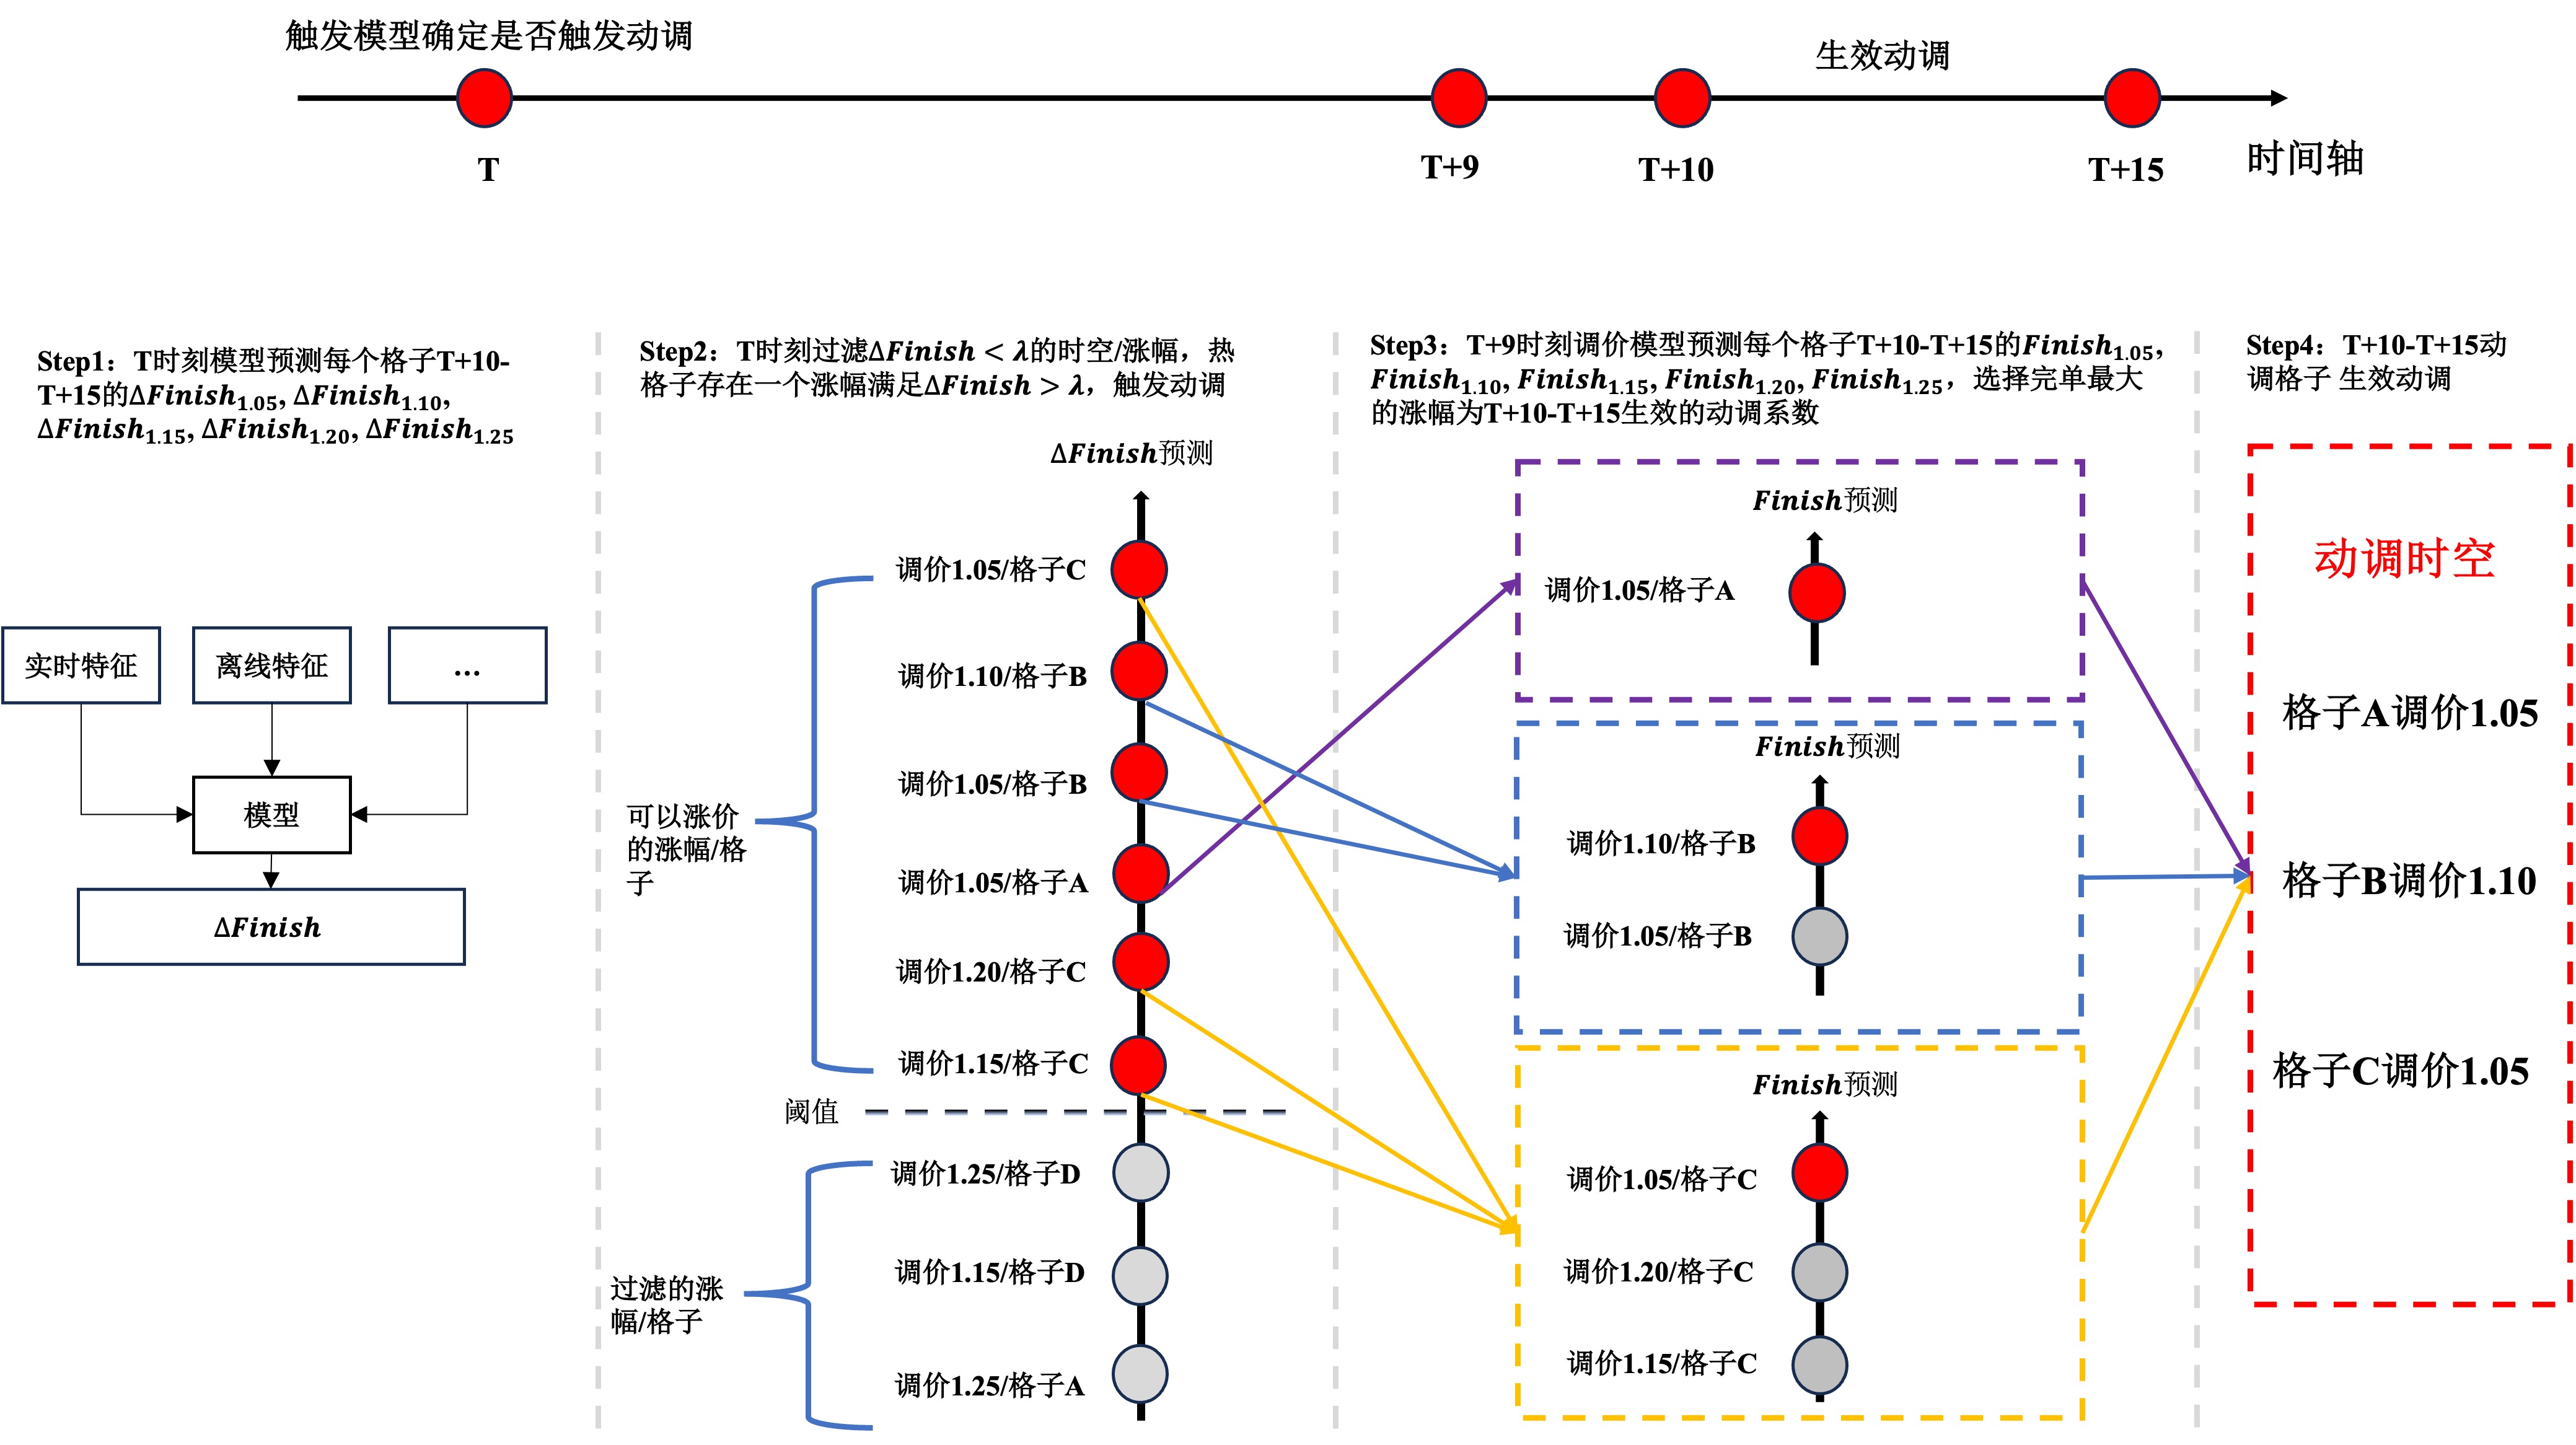 触发模型确定是否触发动调
生效动调
T
T+9
T+10
T+15
时间轴
Step1：T时刻模型预测每个格子T+10-
T+15的ΔFinish1.05, ΔFinish1.10,
ΔFinish1.15, ΔFinish1.20, ΔFinish1.25
实时特征
离线特征
...
模型
ΔFinish
Step2：T时刻过滤ΔFinish < λ的时空/涨幅，热
格子存在一个涨幅满足ΔFinish > λ，触发动调
ΔFinish预测
调价1.05/格子C
调价1.10/格子B
调价1.05/格子B
可以涨价
的涨幅/格
子
调价1.05/格子A
调价1.20/格子C
调价1.15/格子C
阈值
调价1.25/格子D
调价1.15/格子D
过滤的涨
幅/格子
调价1.25/格子A
Step3：T+9时刻调价模型预测每个格子T+10-T+15的Finish1.05,
Finish1.10, Finish1.15, Finish1.20, Finish1.25，选择完单最大
的涨幅为T+10-T+15生效的动调系数
Finish预测
调价1.05/格子A
Finish预测
调价1.10/格子B
调价1.05/格子B
Finish预测
调价1.05/格子C
调价1.20/格子C
调价1.15/格子C
Step4：T+10-T+15动
调格子 生效动调
动调时空
格子A调价1.05
格子B调价1.10
格子C调价1.05